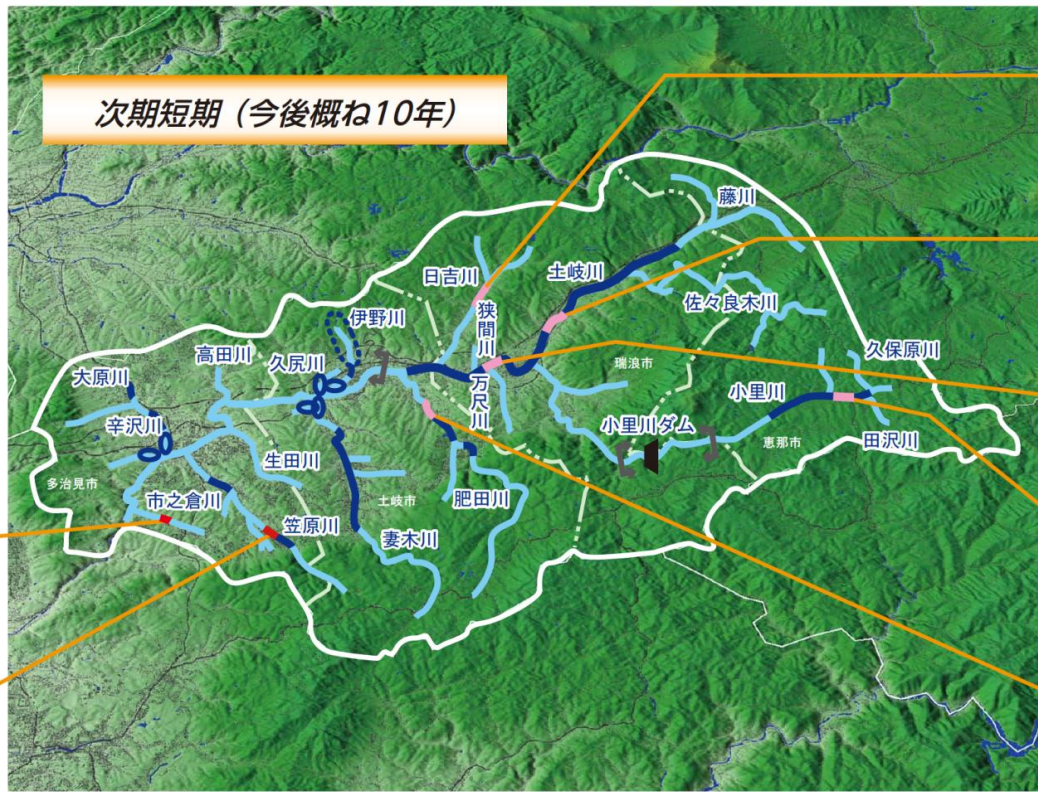 次期短期（今後概ね10年）
藤川
日吉川
土岐川
狭間川
佐々良木川
伊野川
高田川
久尻川
久保原川
大原川
瑞浪市
万尺川
小里川
辛沢川
小里川ダム
恵那市
田沢川
生田川
多治見市
土岐市
肥田川
市之倉川
笠原川
妻木川